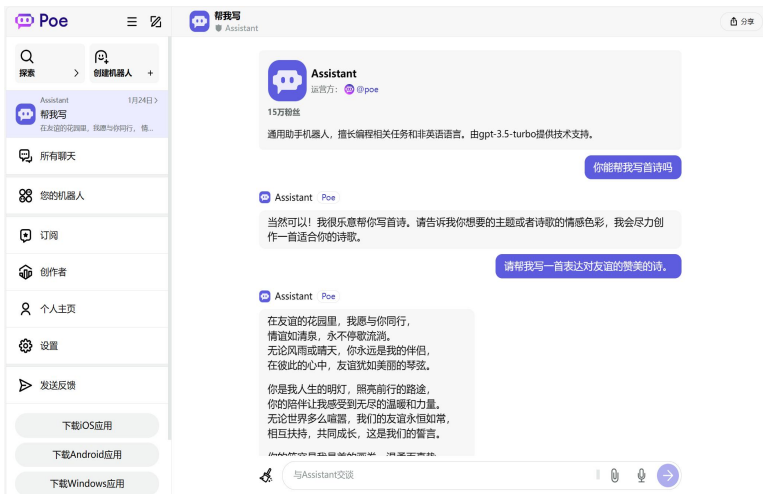 Poe
探索
创建机器人 +
Assistant 1月24日
帮我写
在友谊的花园里，我愿与你同行， 情...
所有聊天
您的机器人
订阅
创作者
个人主页
设置
发送反馈
下载iOS应用
下载Android应用
下载Windows应用
帮我写
Assistant
分享
Assistant
运营方： @poe
15万粉丝
通用助手机器人，擅长编程相关任务和非英语语言。由gpt-3.5-turbo提供技术支持。
你能帮我写首诗吗
Assistant Poe
当然可以！我很乐意帮你写首诗。请告诉我你想要的主题或者诗歌的情感色彩，我会尽力创
作一首适合你的诗歌。
请帮我写一首表达对友谊的赞美的诗。
Assistant Poe
在友谊的花园里，我愿与你同行，
情谊如清泉，永不停歇流淌。
无论风雨或晴天，你永远是我的伴侣，
在彼此的心中，友谊犹如美丽的琴弦。
你是我人生的明灯，照亮前行的路途，
你的陪伴让我感受到无尽的温暖和力量。
无论世界多么喧嚣，我们的友谊永恒如常，
相互扶持，共同成长，这是我们的誓言。
与Assistant交谈